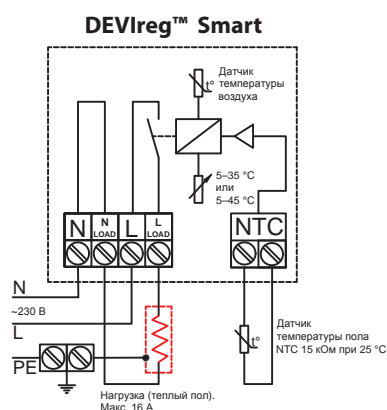 DEVIreg™ Smart
Датчик
температуры
воздуха
t°
5–35 °C
или
5–45 °C
N
N
LOAD
L
L
LOAD
NTC
N
~230 В
L
PE
t°
Датчик
температуры пола
NTC 15 кОм при 25 °C
Нагрузка (теплый пол).
Макс. 16 А